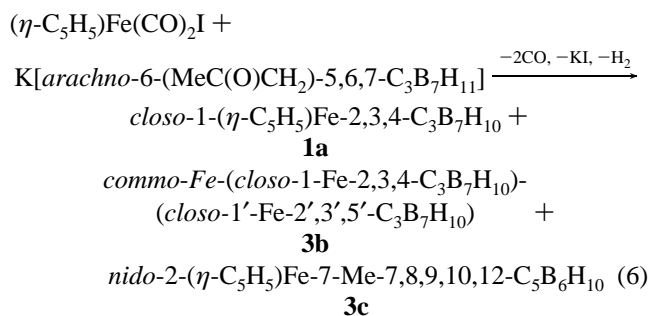 (η-C₅H₅)Fe(CO)₂I +
K[arachno-6-(MeC(O)CH₂)-5,6,7-C₃B₇H₁₁] −2CO, −KI, −H₂
closo-1-(η-C₅H₅)Fe-2,3,4-C₃B₇H₁₀ +
1a
commo-Fe-(closo-1-Fe-2,3,4-C₃B₇H₁₀)-
(closo-1′-Fe-2′,3′,5′-C₃B₇H₁₀) +
3b
nido-2-(η-C₅H₅)Fe-7-Me-7,8,9,10,12-C₅B₆H₁₀ (6)
3c